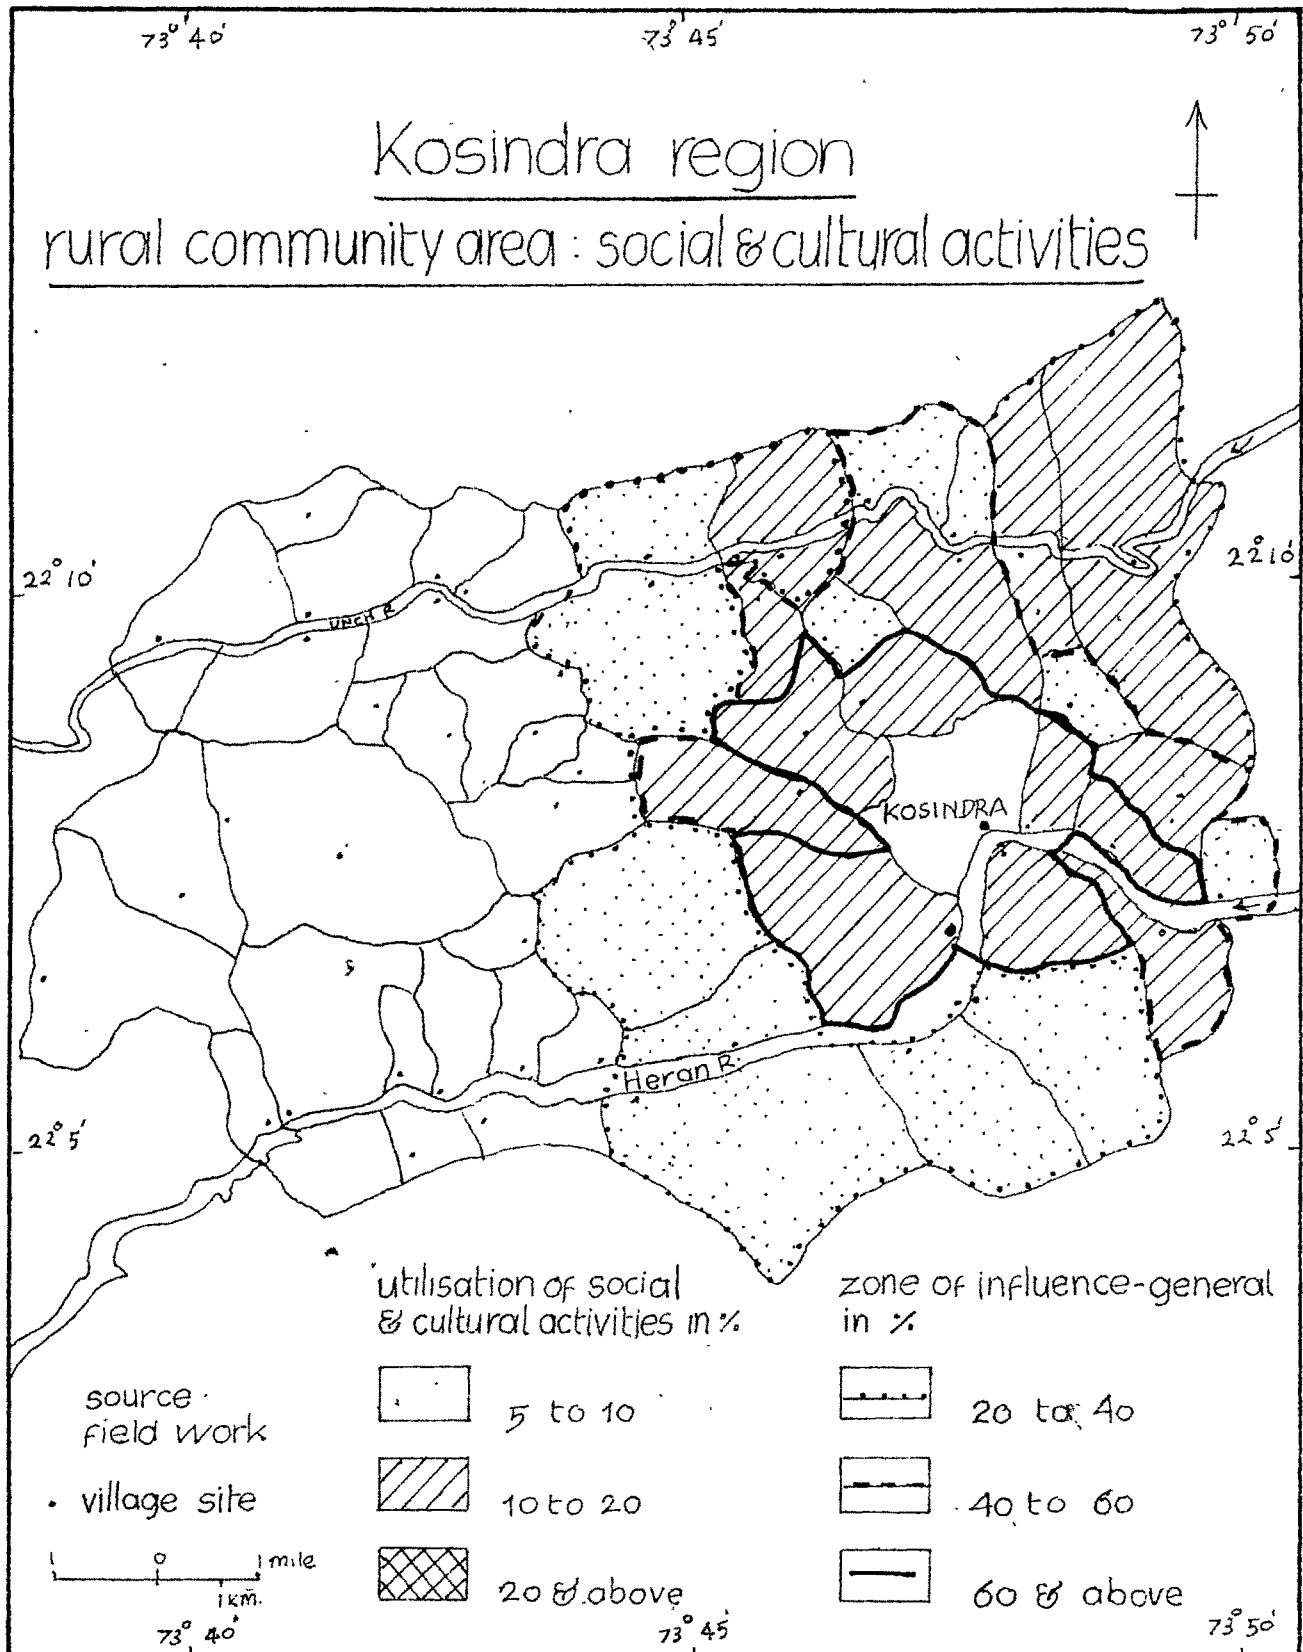 73° 40'
73° 45'
73° 50'
Kosindra region
rural community area : social & cultural activities
22° 10'
22° 10'
UNCH R
KOSINDRA
Heran R.
22° 5'
22° 5'
utilisation of social
& cultural activities in %
5 to 10
10 to 20
20 & above
zone of influence-general
in %
20 to 40
40 to 60
60 & above
source
field work
village site
1 0 1 mile
1 km.
73° 40'
73° 45
73° 50'